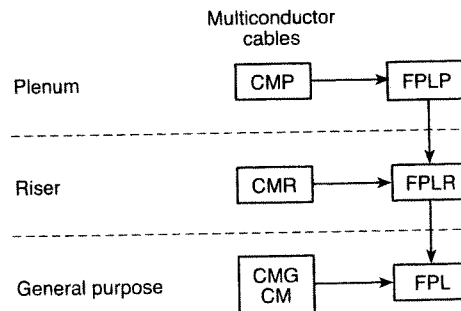 Multiconductor
cables
Plenum
CMP
FPLP
Riser
CMR
FPLR
General purpose
CMG
CM
FPL